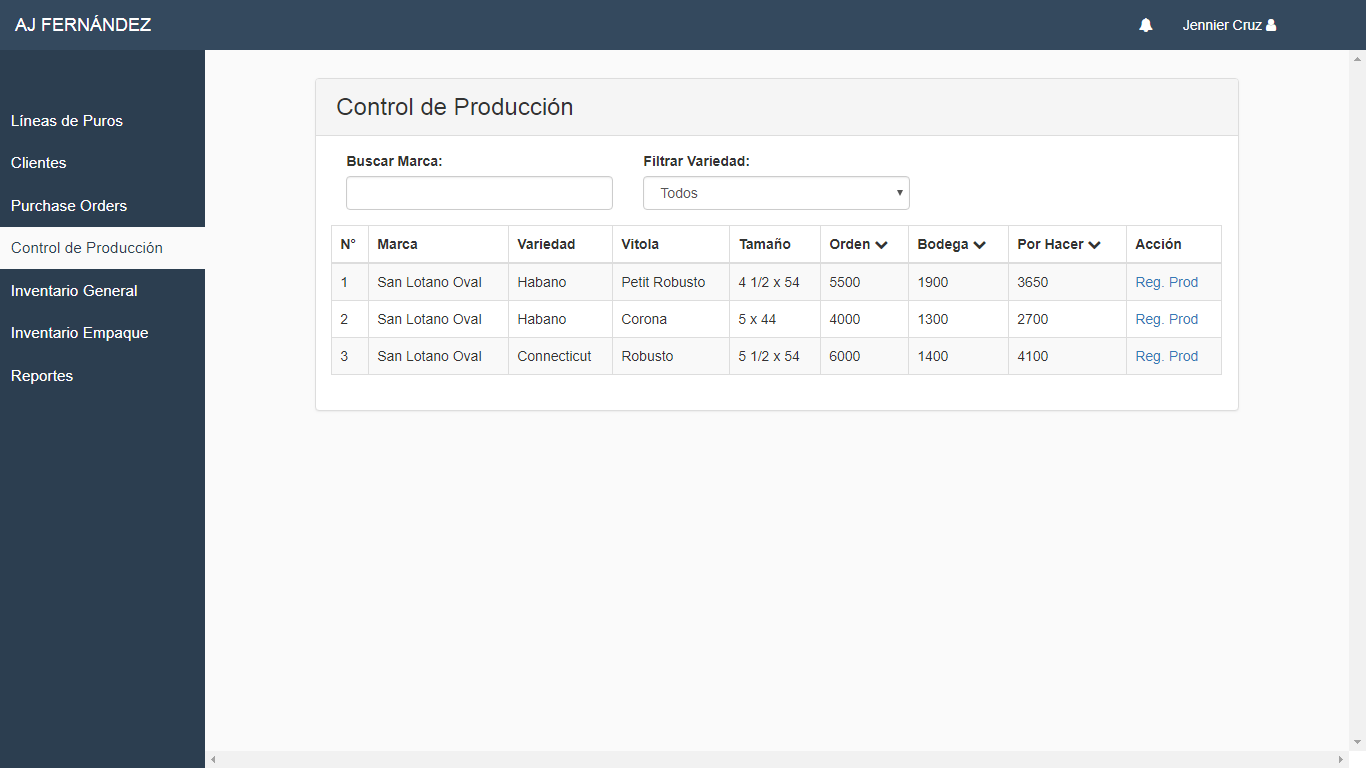 AJ FERNÁNDEZ
Jennier Cruz
Líneas de Puros
Clientes
Purchase Orders
Control de Producción
Inventario General
Inventario Empaque
Reportes
Control de Producción
Buscar Marca: Filtrar Variedad:
Todos
N° Marca Variedad Vitola Tamaño Orden Bodega Por Hacer Acción
1 San Lotano Oval Habano Petit Robusto 4 1/2 x 54 5500 1900 3650 Reg. Prod
2 San Lotano Oval Habano Corona 5 x 44 4000 1300 2700 Reg. Prod
3 San Lotano Oval Connecticut Robusto 5 1/2 x 54 6000 1400 4100 Reg. Prod